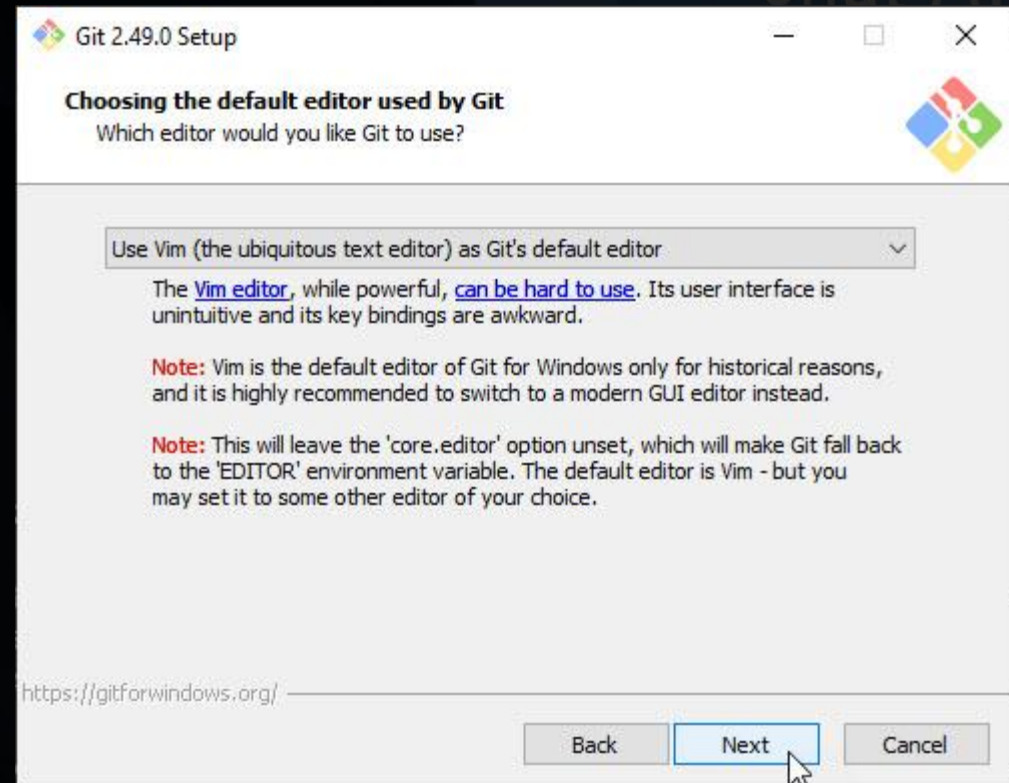 Git 2.49.0 Setup
Choosing the default editor used by Git
Which editor would you like Git to use?
Use Vim (the ubiquitous text editor) as Git's default editor
The Vim editor, while powerful, can be hard to use. Its user interface is
unintuitive and its key bindings are awkward.
Note: Vim is the default editor of Git for Windows only for historical reasons,
and it is highly recommended to switch to a modern GUI editor instead.
Note: This will leave the 'core.editor' option unset, which will make Git fall back
to the 'EDITOR' environment variable. The default editor is Vim - but you
may set it to some other editor of your choice.
https://gitforwindows.org/
Back Next Cancel